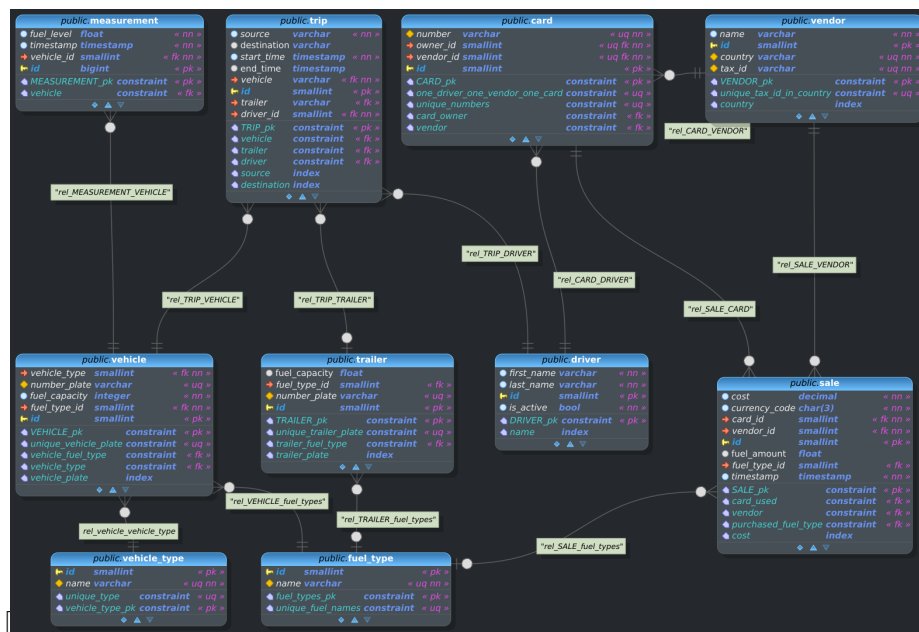 public.measurement
fuel_level float « nn »
timestamp timestamp « nn »
vehicle_id smallint « fk nn »
id bigint « pk »
MEASUREMENT_pk constraint « pk »
vehicle constraint « fk »
public.trip
source varchar « nn »
destination varchar
start_time timestamp « nn »
end_time timestamp
vehicle varchar « fk nn »
id smallint « pk »
trailer varchar « fk »
driver_id smallint « fk nn »
TRIP_pk constraint « pk »
vehicle constraint « fk »
trailer constraint « fk »
driver constraint « fk »
source index
destination index
public.card
number varchar « uq nn »
owner_id smallint « uq fk nn »
vendor_id smallint « uq fk nn »
id smallint « pk »
CARD_pk constraint « pk »
one_driver_one_vendor_one_card constraint « uq »
unique_numbers constraint « uq »
card_owner constraint « fk »
vendor constraint « fk »
public.vendor
name varchar « nn »
id smallint « pk »
country varchar « uq nn »
tax_id varchar « uq nn »
VENDOR_pk constraint « pk »
unique_tax_id_in_country constraint « uq »
country index
"rel_CARD_VENDOR"
"rel_MEASUREMENT_VEHICLE"
"rel_TRIP_DRIVER"
"rel_SALE_VENDOR"
"rel_CARD_DRIVER"
"rel_TRIP_VEHICLE"
"rel_TRIP_TRAILER"
"rel_SALE_CARD"
public.vehicle
vehicle_type smallint « fk nn »
number_plate varchar « uq »
fuel_capacity integer « nn »
fuel_type_id smallint « fk nn »
id smallint « pk »
VEHICLE_pk constraint « pk »
unique_vehicle_plate constraint « uq »
vehicle_fuel_type constraint « fk »
vehicle_type constraint « fk »
vehicle_plate index
public.trailer
fuel_capacity float
fuel_type_id smallint « fk »
number_plate varchar « uq »
id smallint « pk »
TRAILER_pk constraint « pk »
unique_trailer_plate constraint « uq »
trailer_fuel_type constraint « fk »
trailer_plate index
public.driver
first_name varchar « nn »
last_name varchar « nn »
id smallint « pk »
is_active bool « nn »
DRIVER_pk constraint « pk »
name index
public.sale
cost decimal « nn »
currency_code char(3) « nn »
card_id smallint « fk nn »
vendor_id smallint « fk nn »
id smallint « pk »
fuel_amount float
fuel_type_id smallint « fk »
timestamp timestamp « nn »
SALE_pk constraint « pk »
card_used constraint « fk »
vendor constraint « fk »
purchased_fuel_type constraint « fk »
cost index
"rel_VEHICLE_fuel_types"
"rel_TRAILER_fuel_types"
rel_vehicle_vehicle_type
"rel_SALE_fuel_types"
public.vehicle_type
id smallint « pk »
name varchar « uq nn »
unique_type constraint « uq »
vehicle_type_pk constraint « pk »
public.fuel_type
id smallint « pk »
name varchar « uq nn »
fuel_types_pk constraint « pk »
unique_fuel_names constraint « uq »